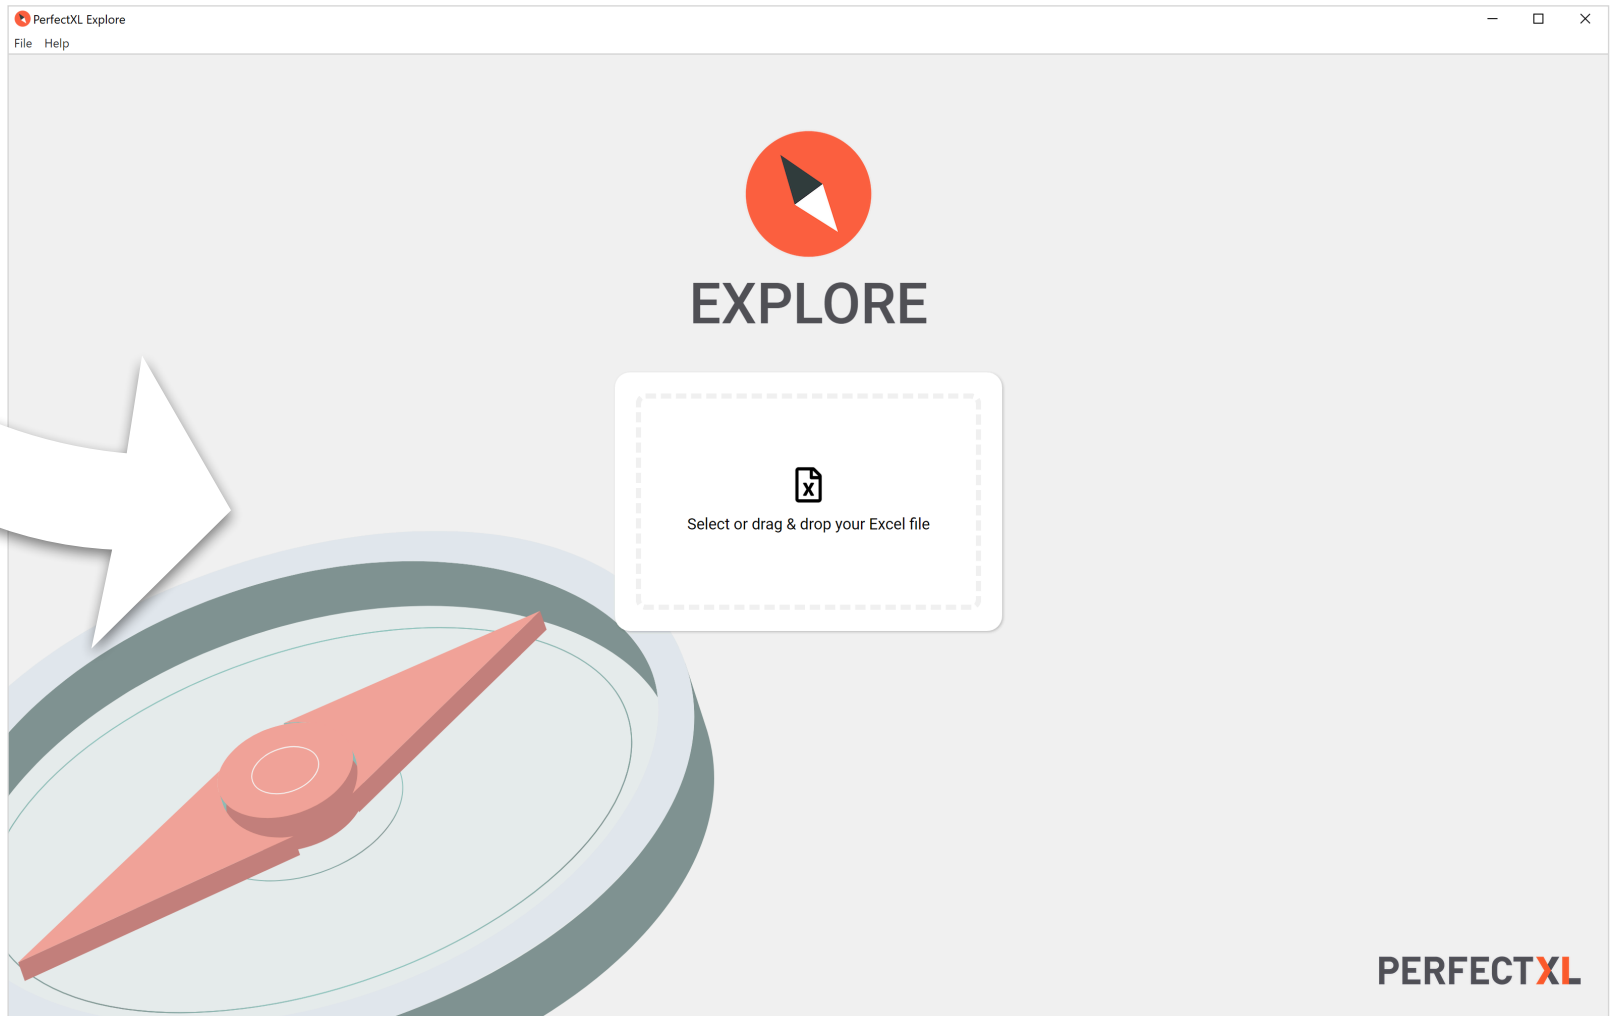 PerfectXL Explore
File Help
EXPLORE
Select or drag & drop your Excel file
PERFECTXL